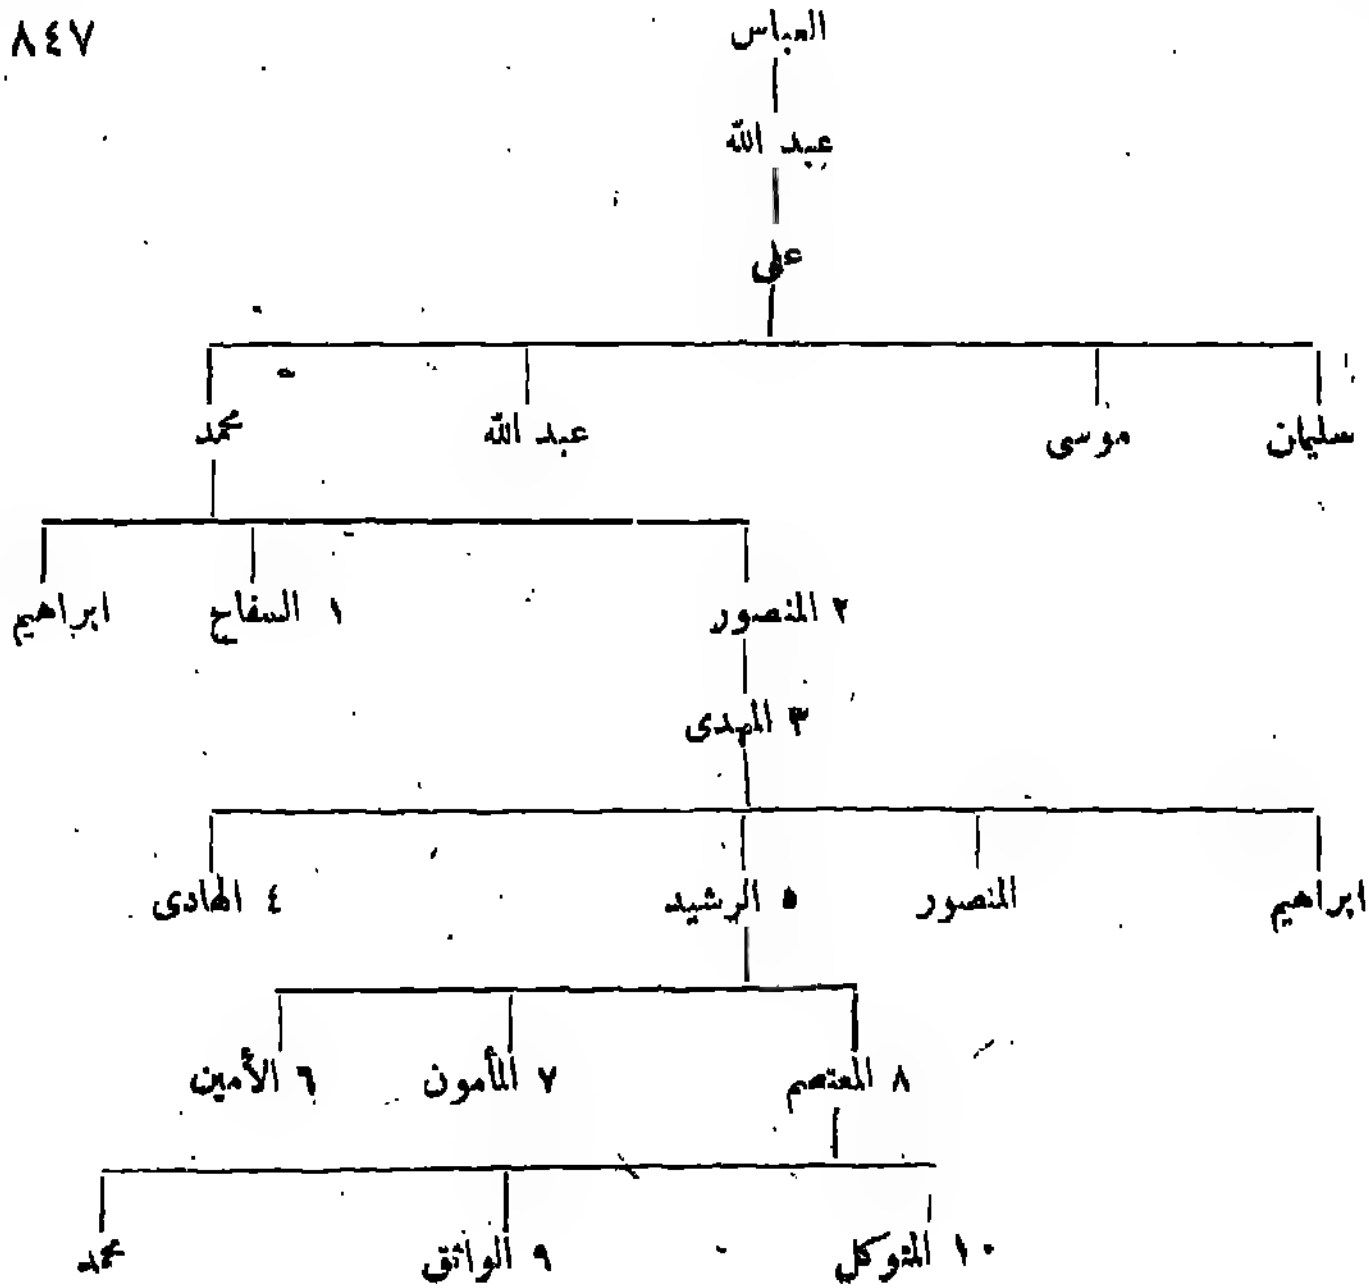 ٨٤٧
العباس
عبد الله
على
سليمان موسى عبد الله محمد
٢ المنصور ١ السفاح ابراهيم
٣ المهدى
ابراهيم المنصور ٥ الرشيد ٤ الهادى
٨ المعتصم ٧ المأمون ٦ الأمين
١٠ المتوكل ٩ الواثق محمد